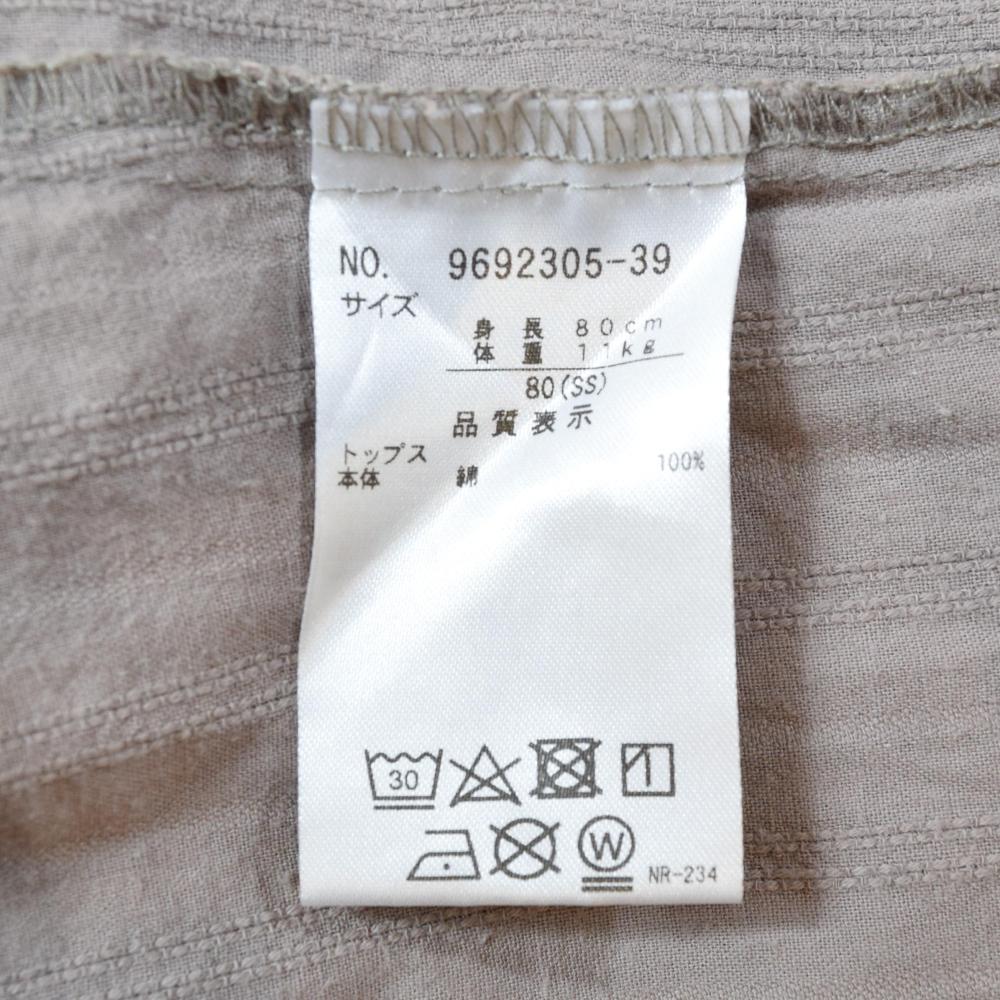 NO. 9692305-39
サイズ
身長 80cm
体重 11kg
80(SS)
品質表示
トップス
本体 綿 100%
30
W
NR-234